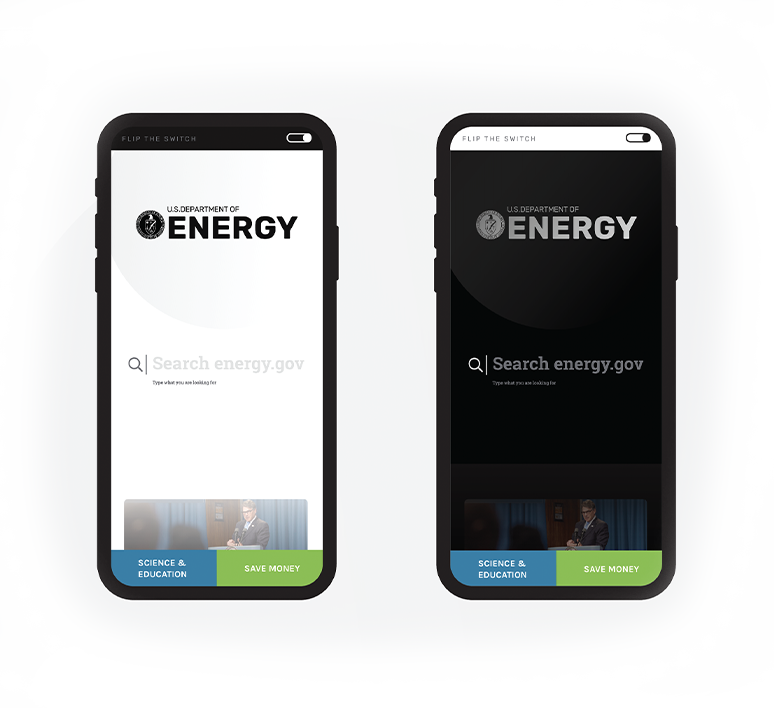 FLIP THE SWITCH
U.S.DEPARTMENT OF
ENERGY
Search energy.gov
Type what you are looking for
SCIENCE &
EDUCATION
SAVE MONEY
FLIP THE SWITCH
U.S.DEPARTMENT OF
ENERGY
Search energy.gov
Type what you are looking for
SCIENCE &
EDUCATION
SAVE MONEY